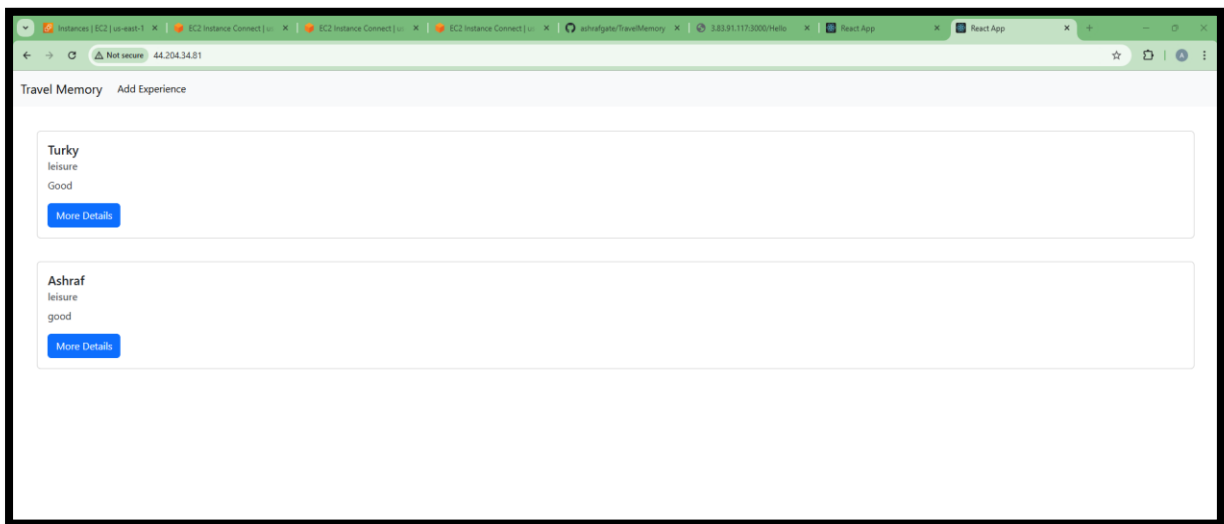 Instances | EC2 | us-east-1
EC2 Instance Connect | us
EC2 Instance Connect | us
EC2 Instance Connect | us
ashrafgate/TravelMemory
3.83.91.117:3000/Hello
React App
React App
Not secure
44.204.34.81
A
Travel Memory
Add Experience
Turky
leisure
Good
More Details
Ashraf
leisure
good
More Details